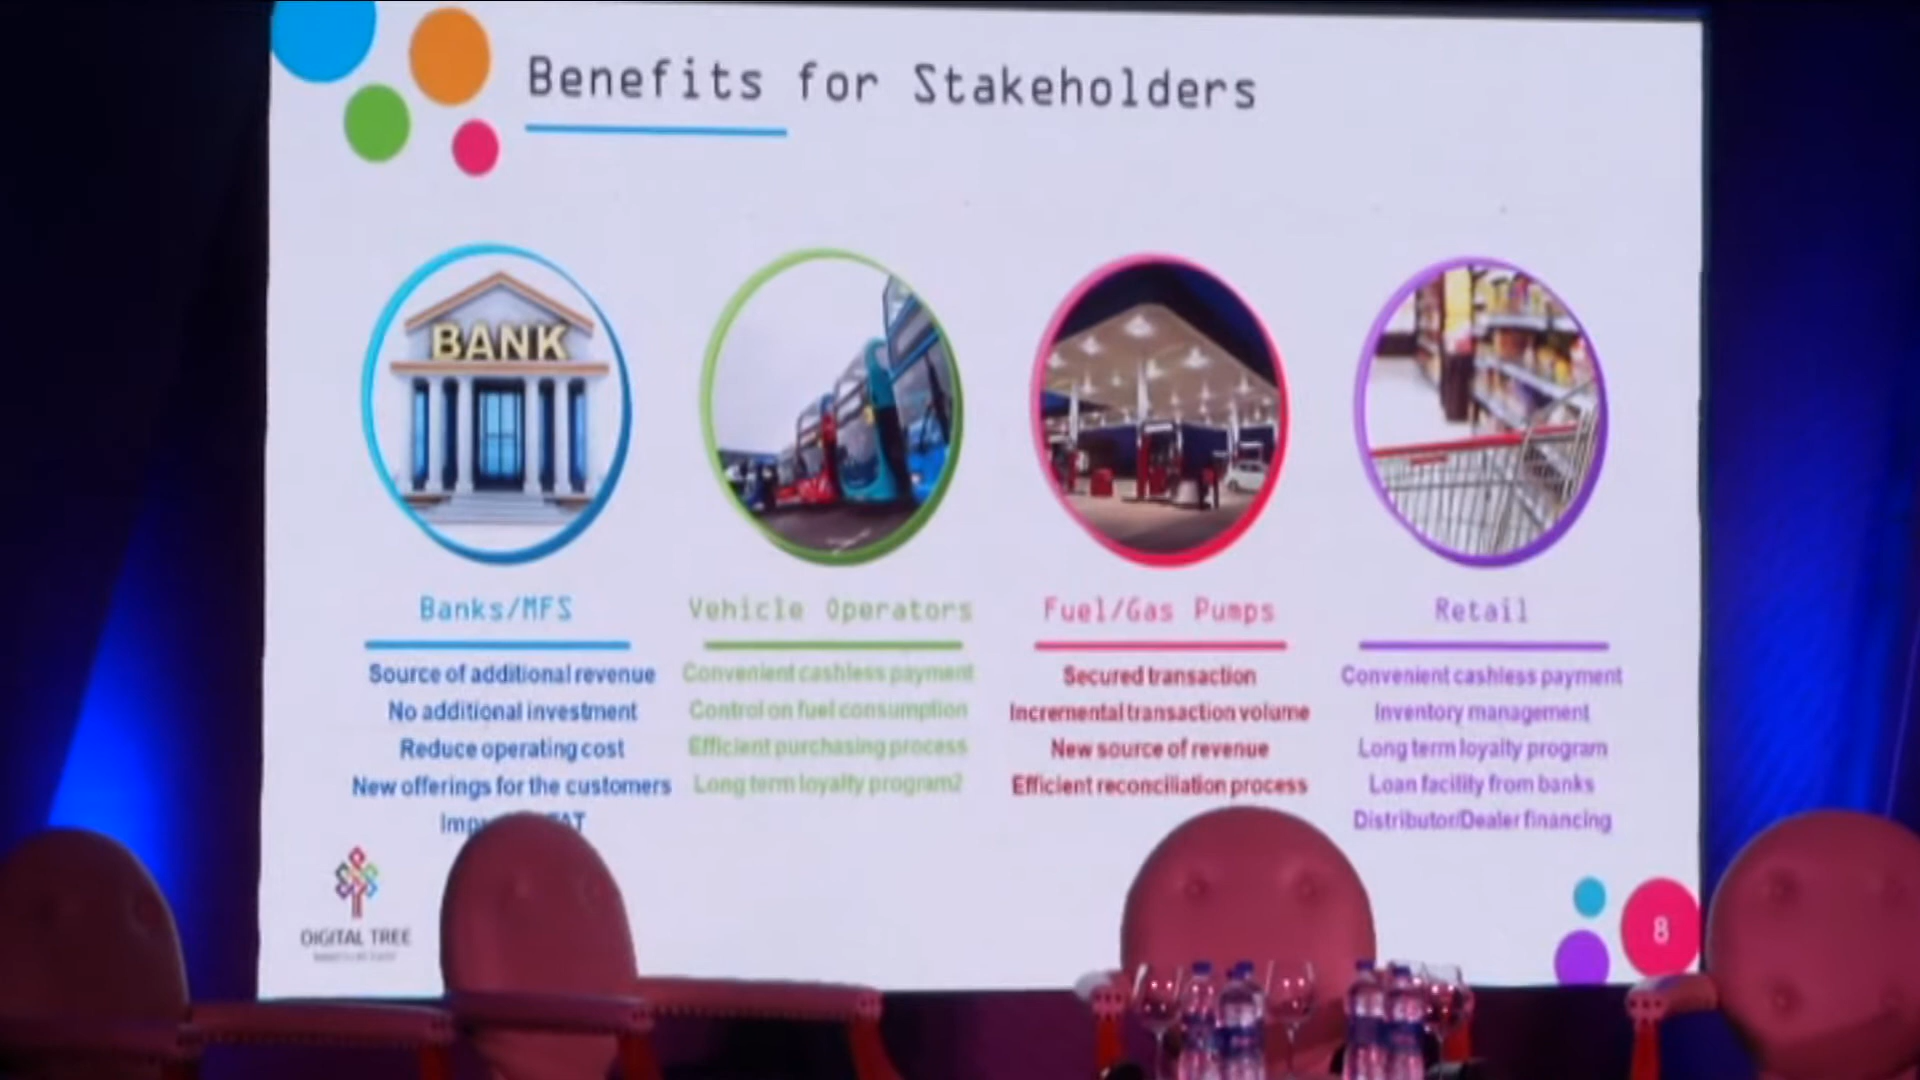 Benefits for Stakeholders
BANK
Banks/MFS
Source of additional revenue
No additional investment
Reduce operating cost
New offerings for the customers
Vehicle Operators
Convenient cashless payment
Control on fuel consumption
Efficient purchasing process
Long term loyalty program2
Fuel/Gas Pumps
Secured transaction
Incremental transaction volume
New source of revenue
Efficient reconciliation process
Retail
Convenient cashless payment
Inventory management
Long term loyalty program
Loan facility from banks
Distributor/Dealer financing
DIGITAL TREE
8